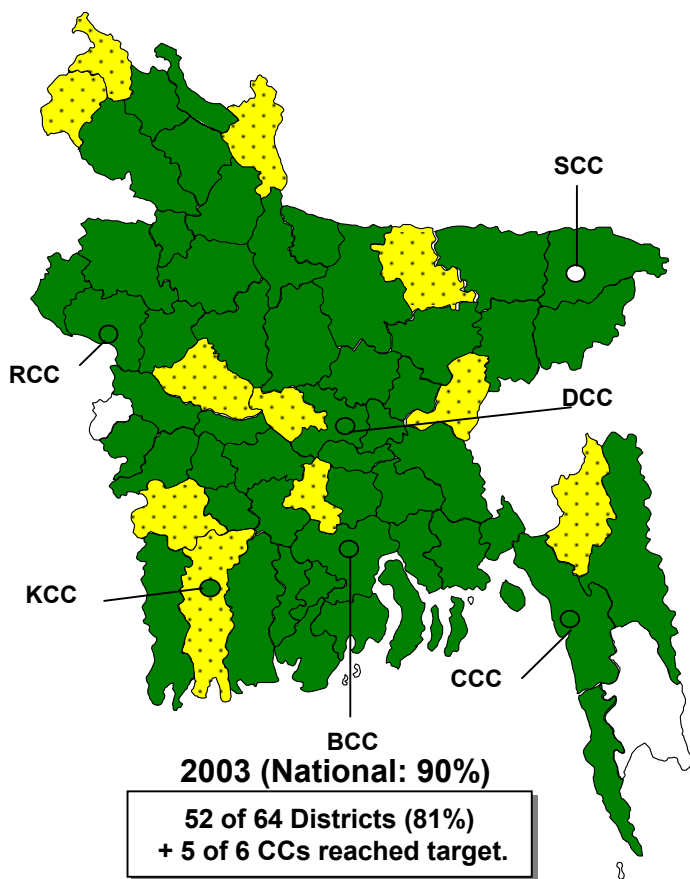 SCC
RCC
DCC
KCC
CCC
BCC
2003 (National: 90%)
52 of 64 Districts (81%)
+ 5 of 6 CCs reached target.